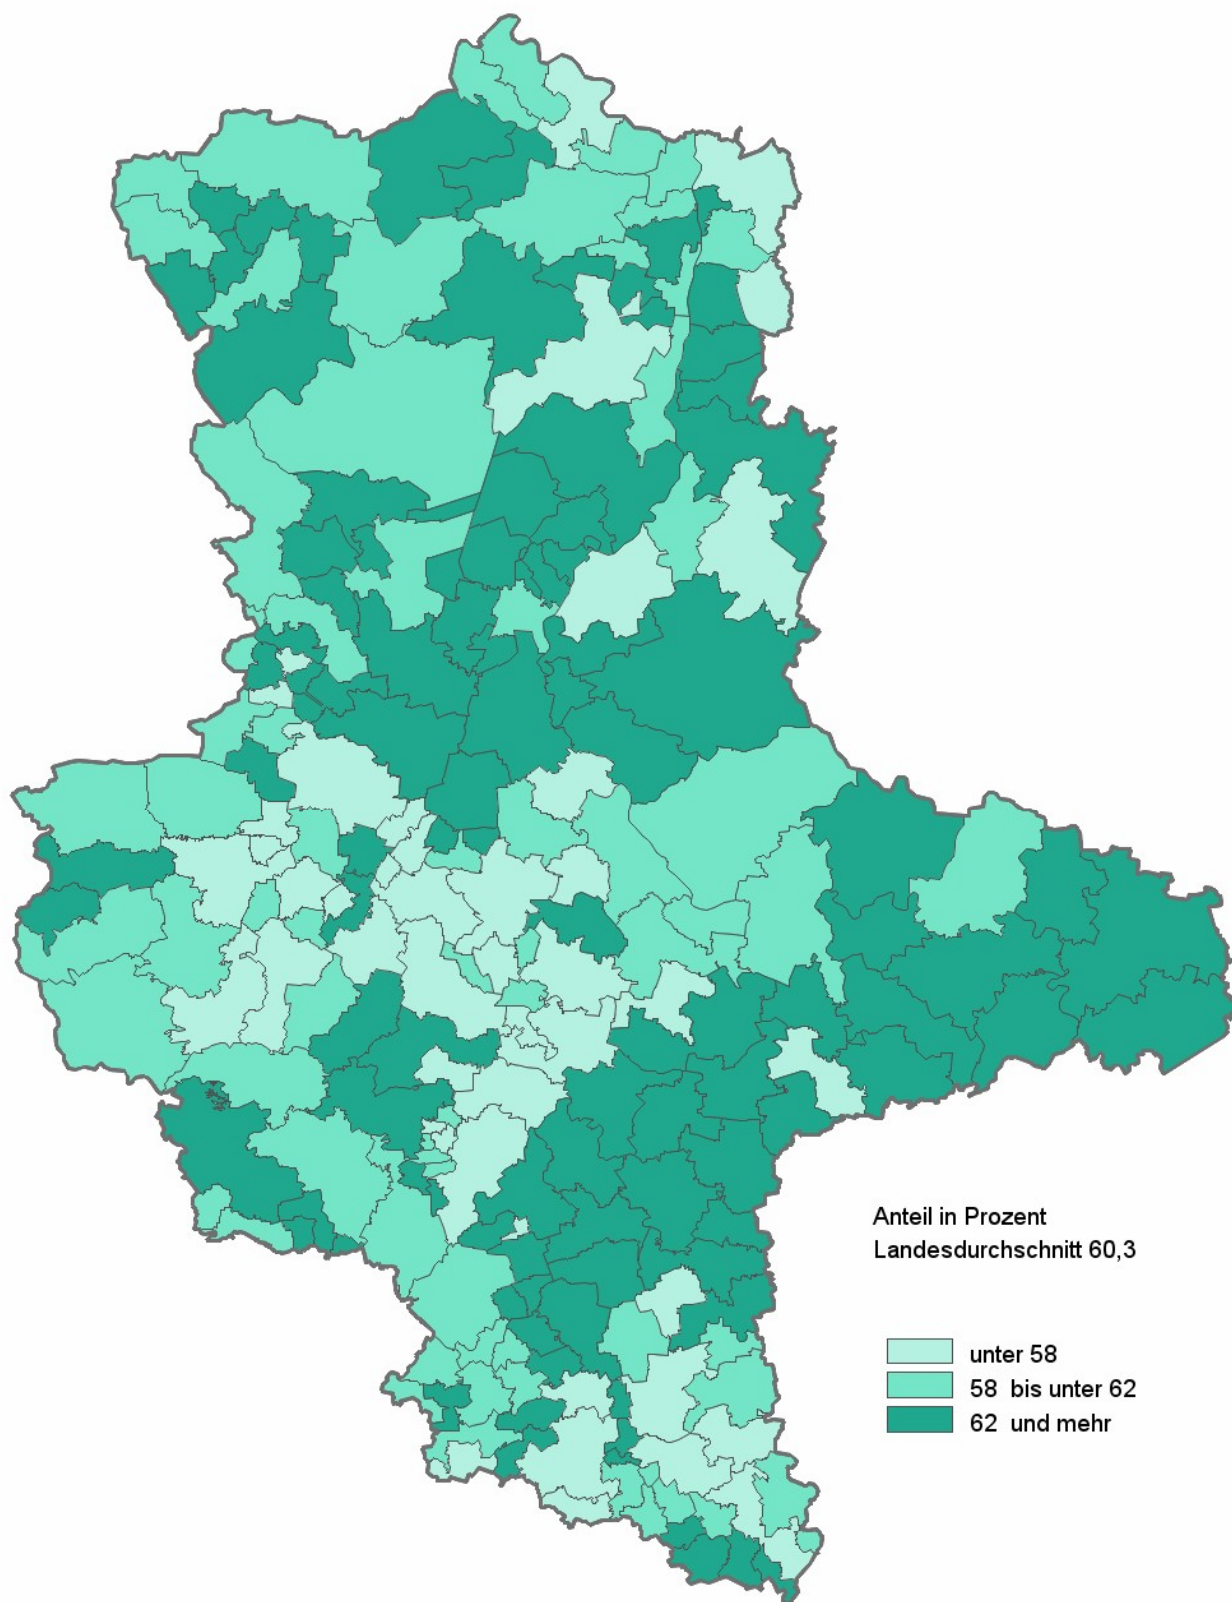 Anteil in Prozent
Landesdurchschnitt 60,3
unter 58
58 bis unter 62
62 und mehr